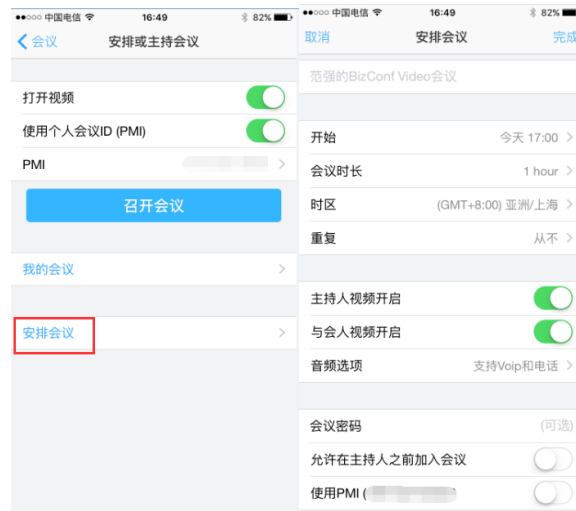 中国电信 16:49 82%
会议 安排或主持会议
打开视频
使用个人会议ID (PMI)
PMI
召开会议
我的会议
安排会议
中国电信 16:49 82%
取消 安排会议 完成
范强的BizConf Video会议
开始 今天 17:00
会议时长 1 hour
时区 (GMT+8:00) 亚洲/上海
重复 从不
主持人视频开启
与会人视频开启
音频选项 支持Voip和电话
会议密码 (可选)
允许在主持人之前加入会议
使用PMI ( )